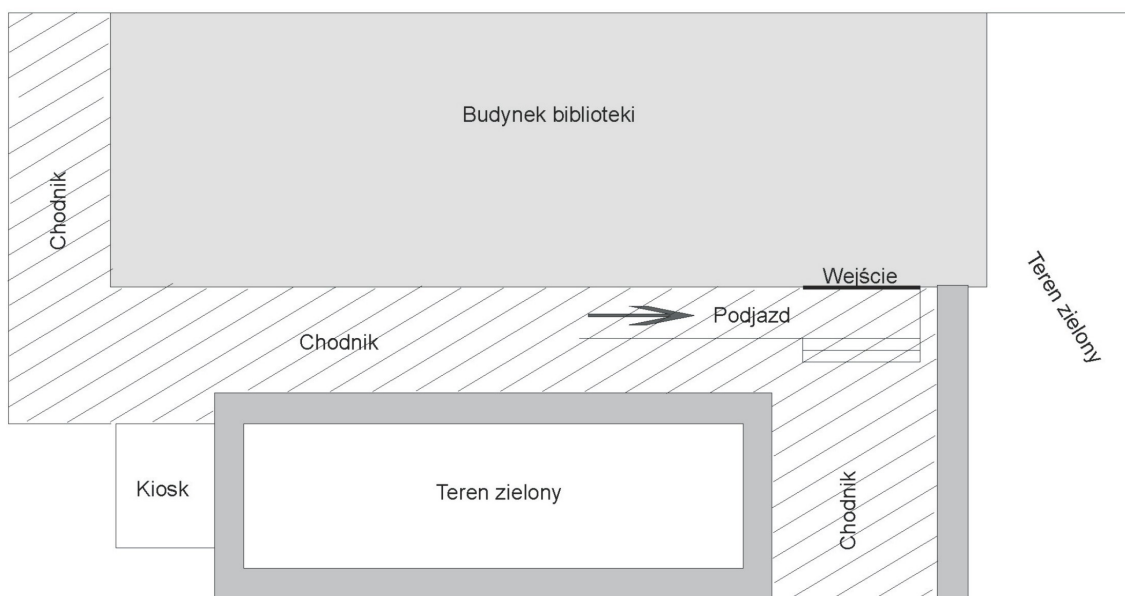 Budynek biblioteki
Chodnik
Wejście
Teren zielony
Podjazd
Chodnik
Kiosk
Teren zielony
Chodnik